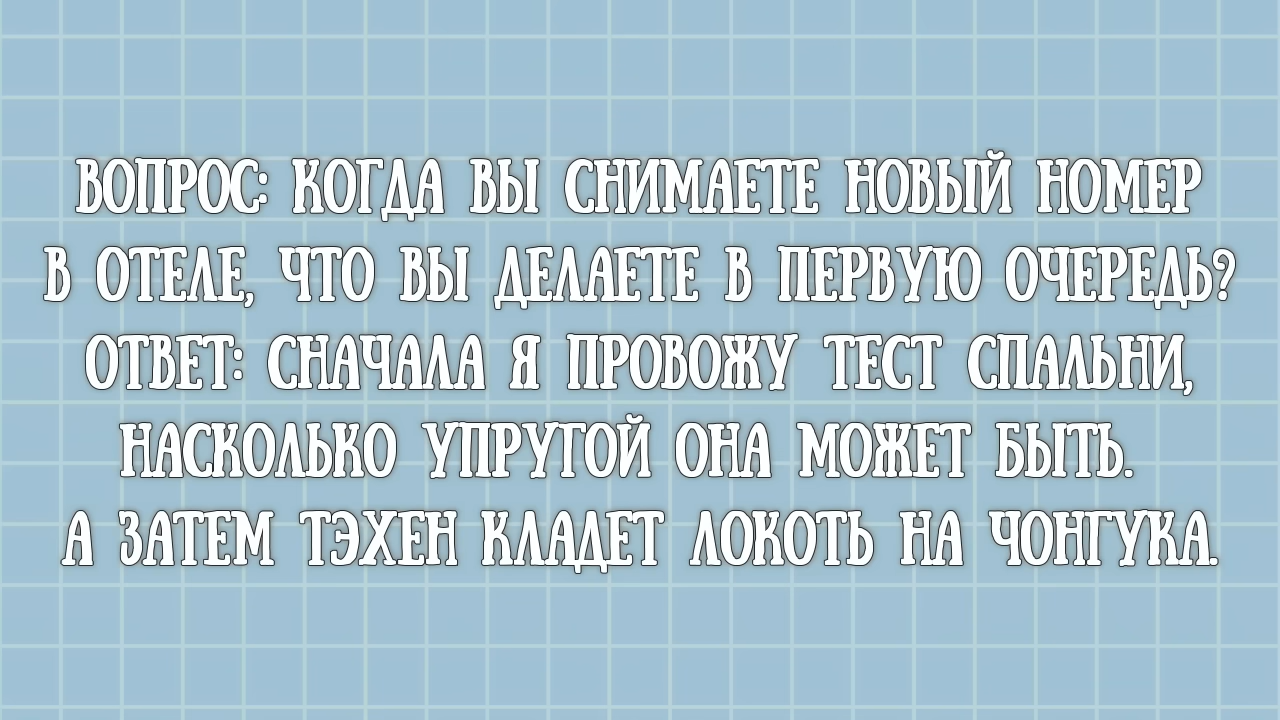 ВОПРОС: КОГДА ВЫ СНИМАЕТЕ НОВЫЙ НОМЕР
В ОТЕЛЕ, ЧТО ВЫ ДЕЛАЕТЕ В ПЕРВУЮ ОЧЕРЕДЬ?
ОТВЕТ: СНАЧАЛА Я ПРОВОЖУ ТЕСТ СПАЛЬНИ,
НАСКОЛЬКО УПРУГОЙ ОНА МОЖЕТ БЫТЬ.
А ЗАТЕМ ТЭХЕН КЛАДЕТ ЛОКОТЬ НА ЧОНГУКА.